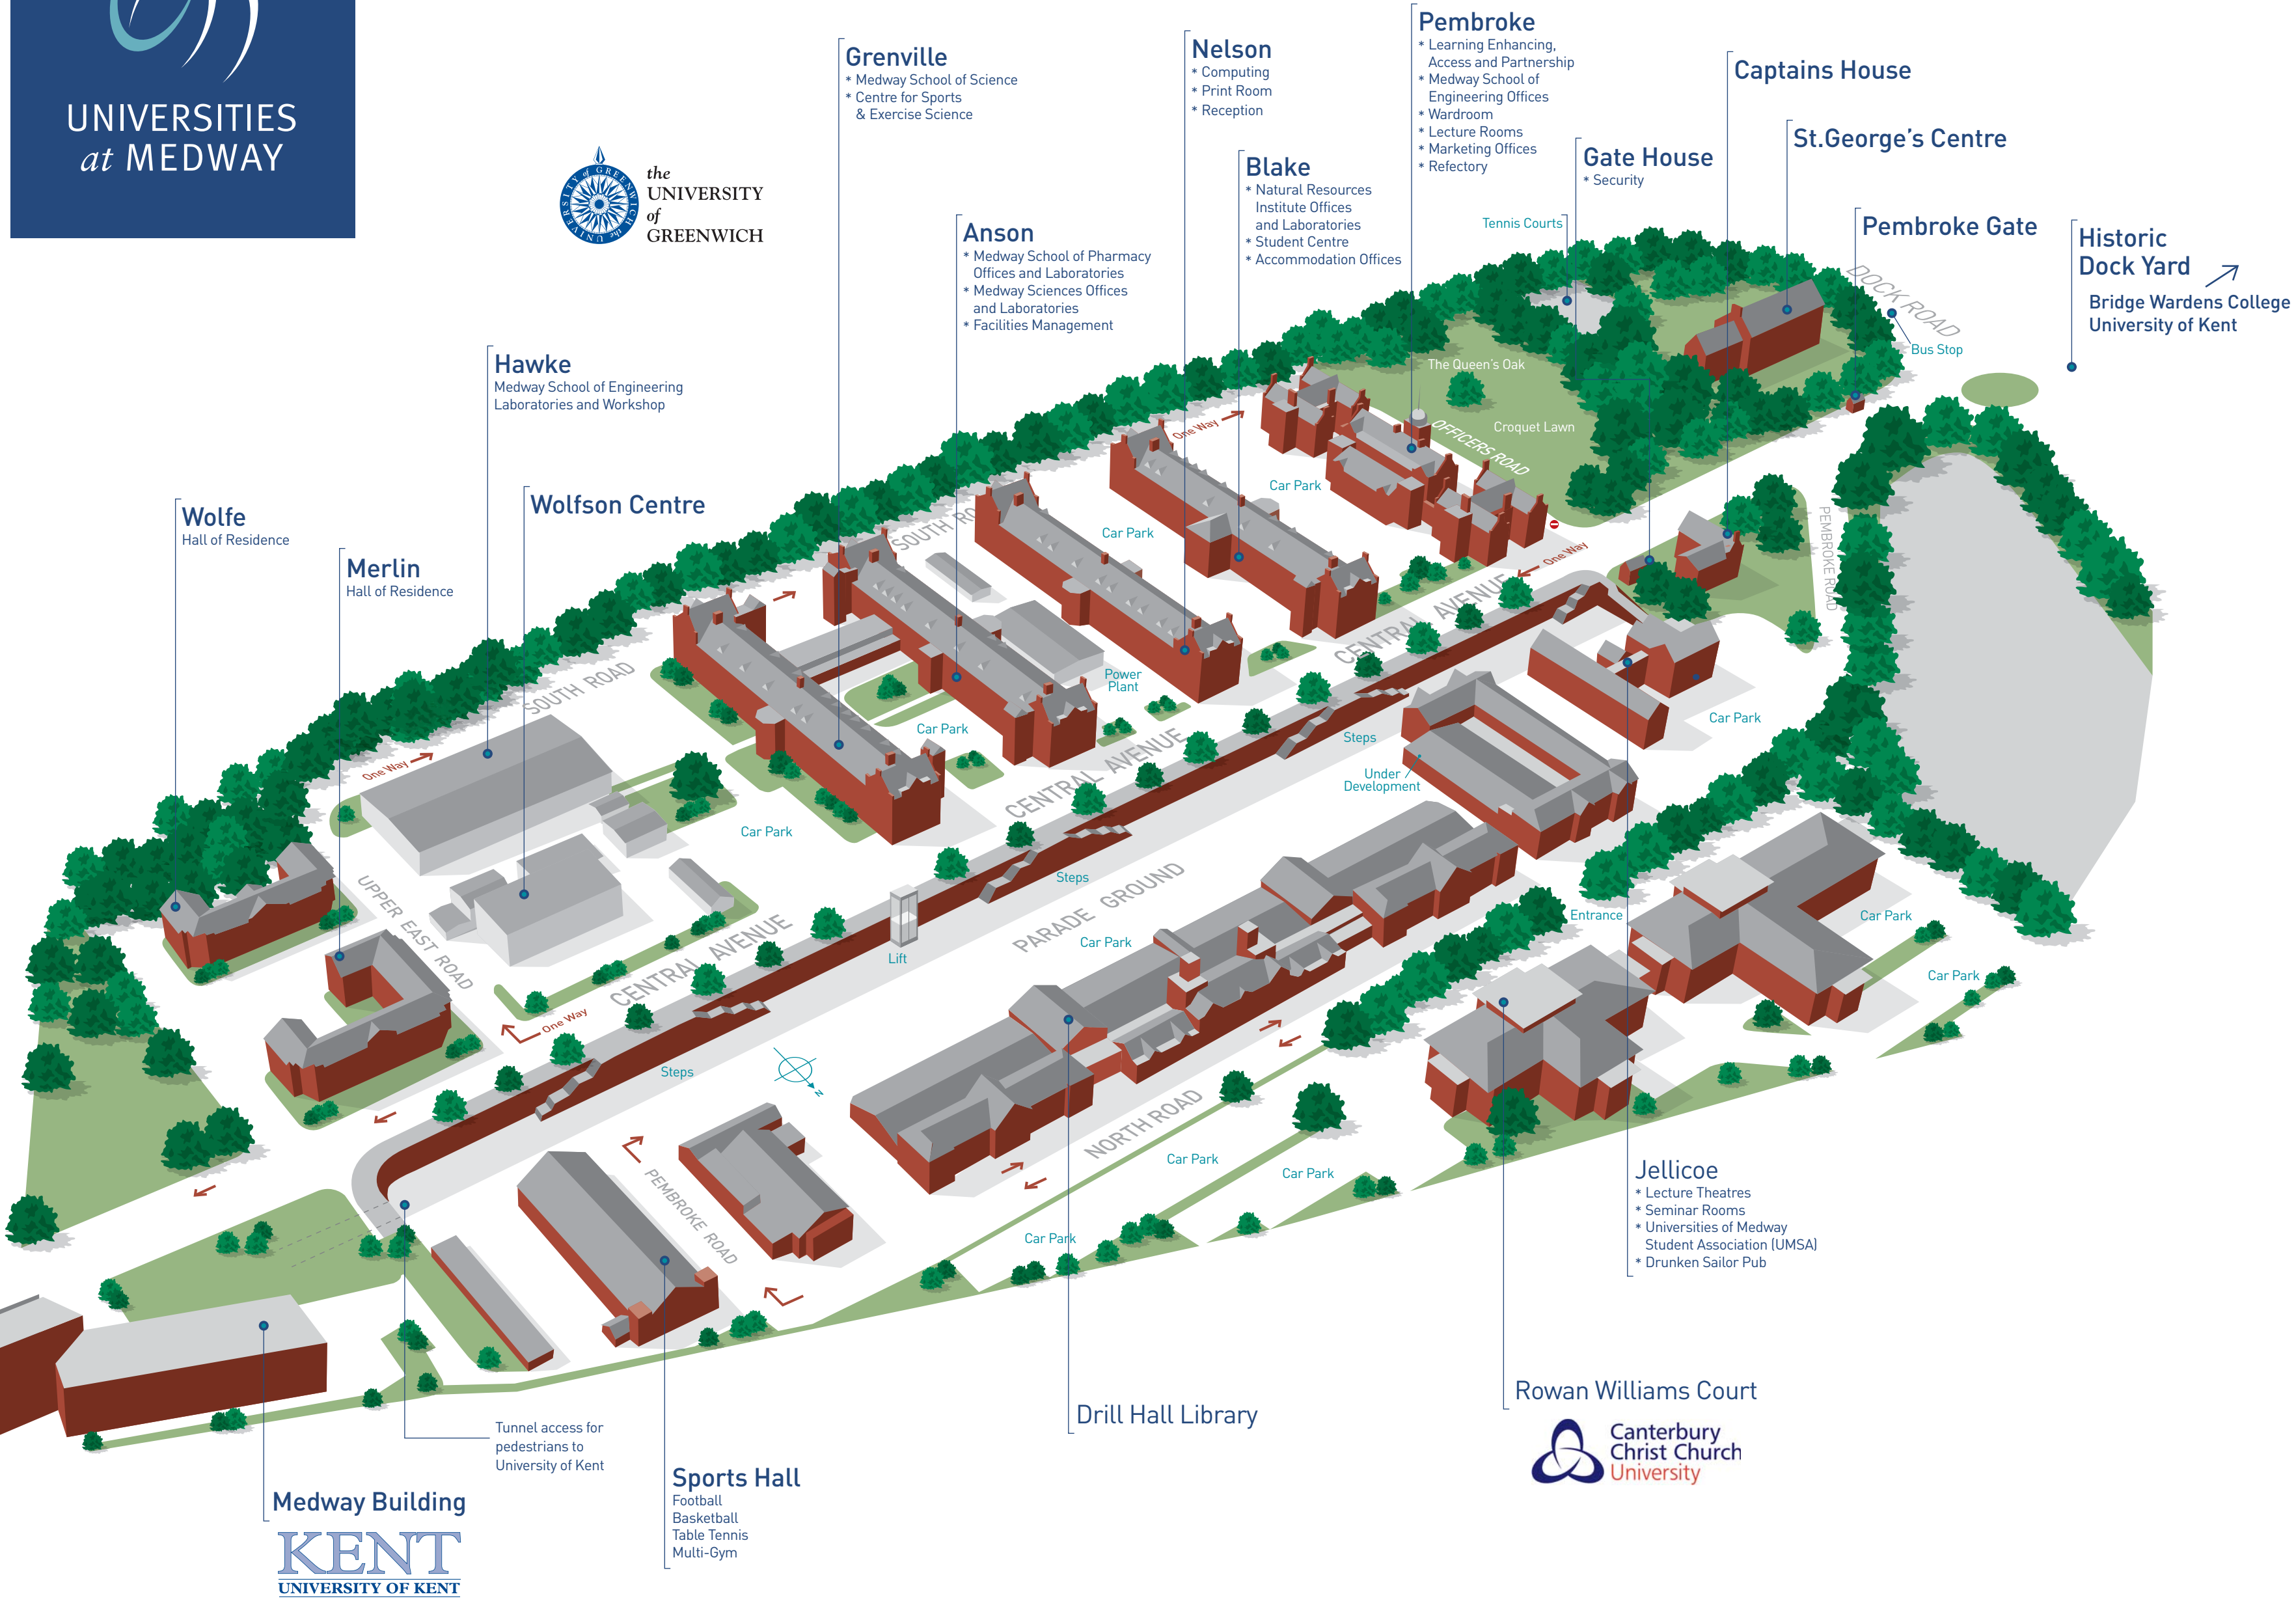 UNIVERSITIES
at MEDWAY
UNIVERSITY of GREENWICH
the
UNIVERSITY
of
GREENWICH
Grenville
* Medway School of Science
* Centre for Sports
& Exercise Science
Nelson
* Computing
* Print Room
* Reception
Pembroke
* Learning Enhancing,
Access and Partnership
* Medway School of
Engineering Offices
* Wardroom
* Lecture Rooms
* Marketing Offices
* Refectory
Captains House
St.George's Centre
Gate House
* Security
Blake
* Natural Resources
Institute Offices
and Laboratories
* Student Centre
* Accommodation Offices
Tennis Courts
Pembroke Gate
Historic
Dock Yard
Bridge Wardens College
University of Kent
Anson
* Medway School of Pharmacy
Offices and Laboratories
* Medway Sciences Offices
and Laboratories
* Facilities Management
DOCK ROAD
Bus Stop
Hawke
Medway School of Engineering
Laboratories and Workshop
The Queen's Oak
Croquet Lawn
OFFICERS ROAD
One Way
Car Park
Wolfson Centre
Wolfe
Hall of Residence
Merlin
Hall of Residence
SOUTH RO
Car Park
One Way
PEMBROKE ROAD
CENTRAL AVENUE
SOUTH ROAD
Power
Plant
Car Park
Car Park
Steps
One Way
Under
Development
CENTRAL AVENUE
Car Park
UPPER EAST ROAD
Steps
PARADE GROUND
Car Park
Entrance
Car Park
Car Park
Lift
CENTRAL AVENUE
One Way
Steps
N
NORTH ROAD
Car Park
Car Park
Car Park
PEMBROKE ROAD
Jellicoe
* Lecture Theatres
* Seminar Rooms
* Universities of Medway
Student Association (UMSA)
* Drunken Sailor Pub
Rowan Williams Court
Canterbury
Christ Church
University
Drill Hall Library
Tunnel access for
pedestrians to
University of Kent
Sports Hall
Football
Basketball
Table Tennis
Multi-Gym
Medway Building
KENT
UNIVERSITY OF KENT